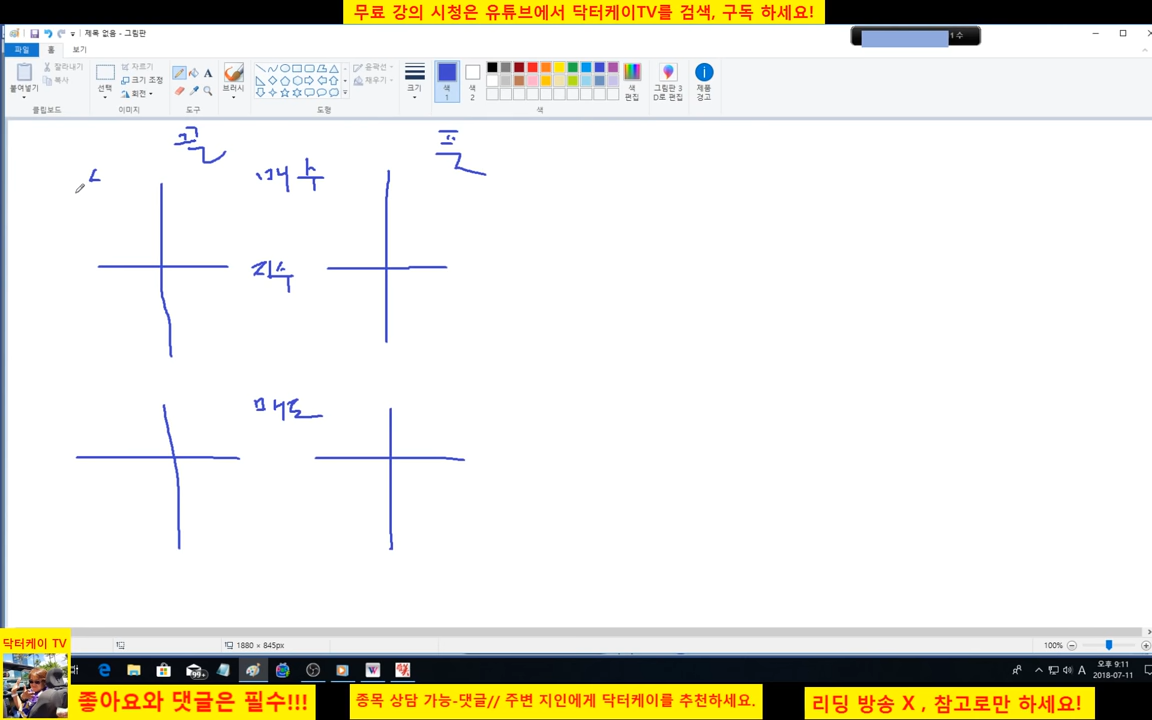 무료 강의 시청은 유튜브에서 닥터케이TV를 검색, 구독 하세요!
제목 없음 - 그림판
1 수
파일 홈 보기
붙여넣기 잘라내기 복사
선택 자르기 크기 조정 회전
A
브러시
윤곽선 채우기
크기
색 1
색 2
색 편집
그림판 3D로 편집
제품 경고
클립보드 이미지 도구 도형 색
콜 풋
매수
지수
매도
1880 × 845px
100%
닥터케이 TV
99+
A
오후 9:11
2018-07-11
좋아요와 댓글은 필수!!!
종목 상담 가능-댓글// 주변 지인에게 닥터케이를 추천하세요.
리딩 방송 X , 참고로만 하세요!